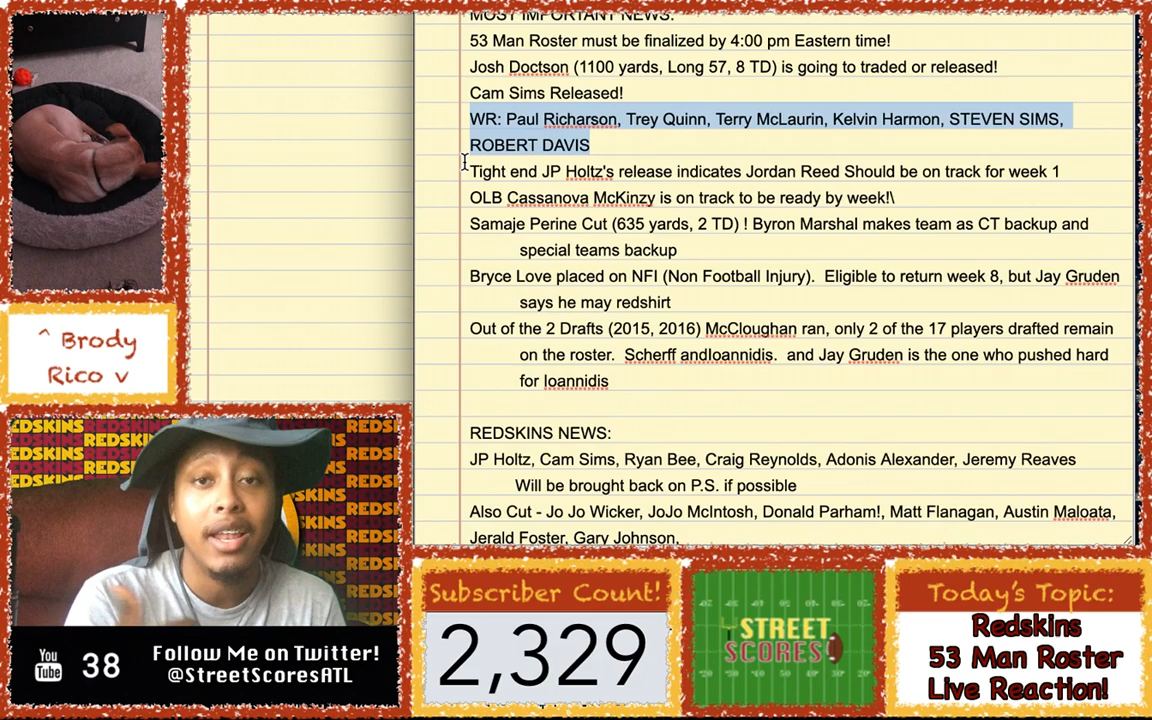 MOST IMPORTANT NEWS:
53 Man Roster must be finalized by 4:00 pm Eastern time!
Josh Doctson (1100 yards, Long 57, 8 TD) is going to traded or released!
Cam Sims Released!
WR: Paul Richarson, Trey Quinn, Terry McLaurin, Kelvin Harmon, STEVEN SIMS,
ROBERT DAVIS
Tight end JP Holtz's release indicates Jordan Reed Should be on track for week 1
OLB Cassanova McKinzy is on track to be ready by week!\
Samaje Perine Cut (635 yards, 2 TD) ! Byron Marshal makes team as CT backup and
special teams backup
Bryce Love placed on NFI (Non Football Injury).  Eligible to return week 8, but Jay Gruden
says he may redshirt
Out of the 2 Drafts (2015, 2016) McCloughan ran, only 2 of the 17 players drafted remain
on the roster.  Scherff andIoannidis.  and Jay Gruden is the one who pushed hard
for Ioannidis
REDSKINS NEWS:
JP Holtz, Cam Sims, Ryan Bee, Craig Reynolds, Adonis Alexander, Jeremy Reaves
Will be brought back on P.S. if possible
Also Cut - Jo Jo Wicker, JoJo McIntosh, Donald Parham!, Matt Flanagan, Austin Maloata,
Jerald Foster, Gary Johnson,
^ Brody
Rico v
REDSKINS REDSKINS
You
Tube
38
Follow Me on Twitter!
@StreetScoresATL
Subscriber Count!
2,329
STREET
SCORES
Today's Topic:
Redskins
53 Man Roster
Live Reaction!